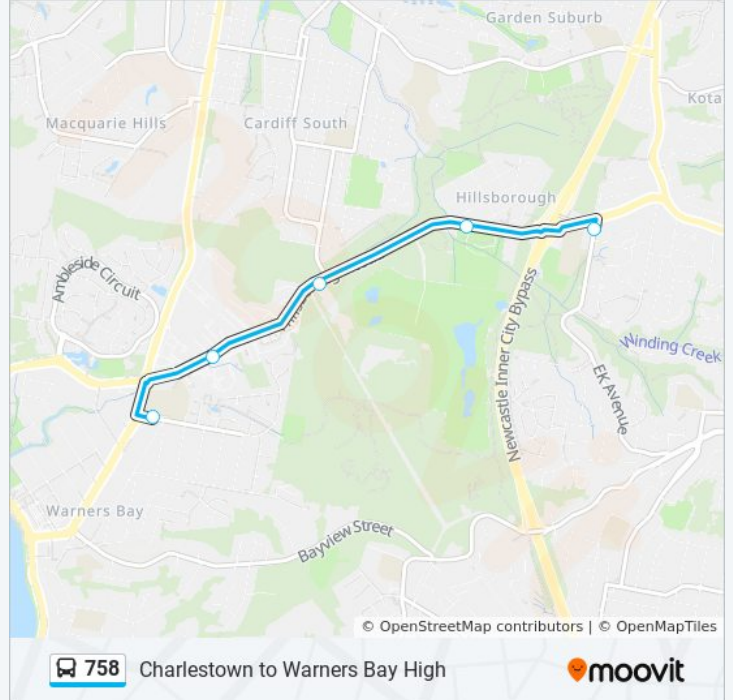 Garden Suburb
Kota
Macquarie Hills
Cardiff South
Hillsborough
Ambleside Circuit
Newcastle Inner City Bypass
Winding Creek
EK Avenue
Warners Bay
Bayview Street
© OpenStreetMap contributors | © OpenMapTiles
758 Charlestown to Warners Bay High
moovit